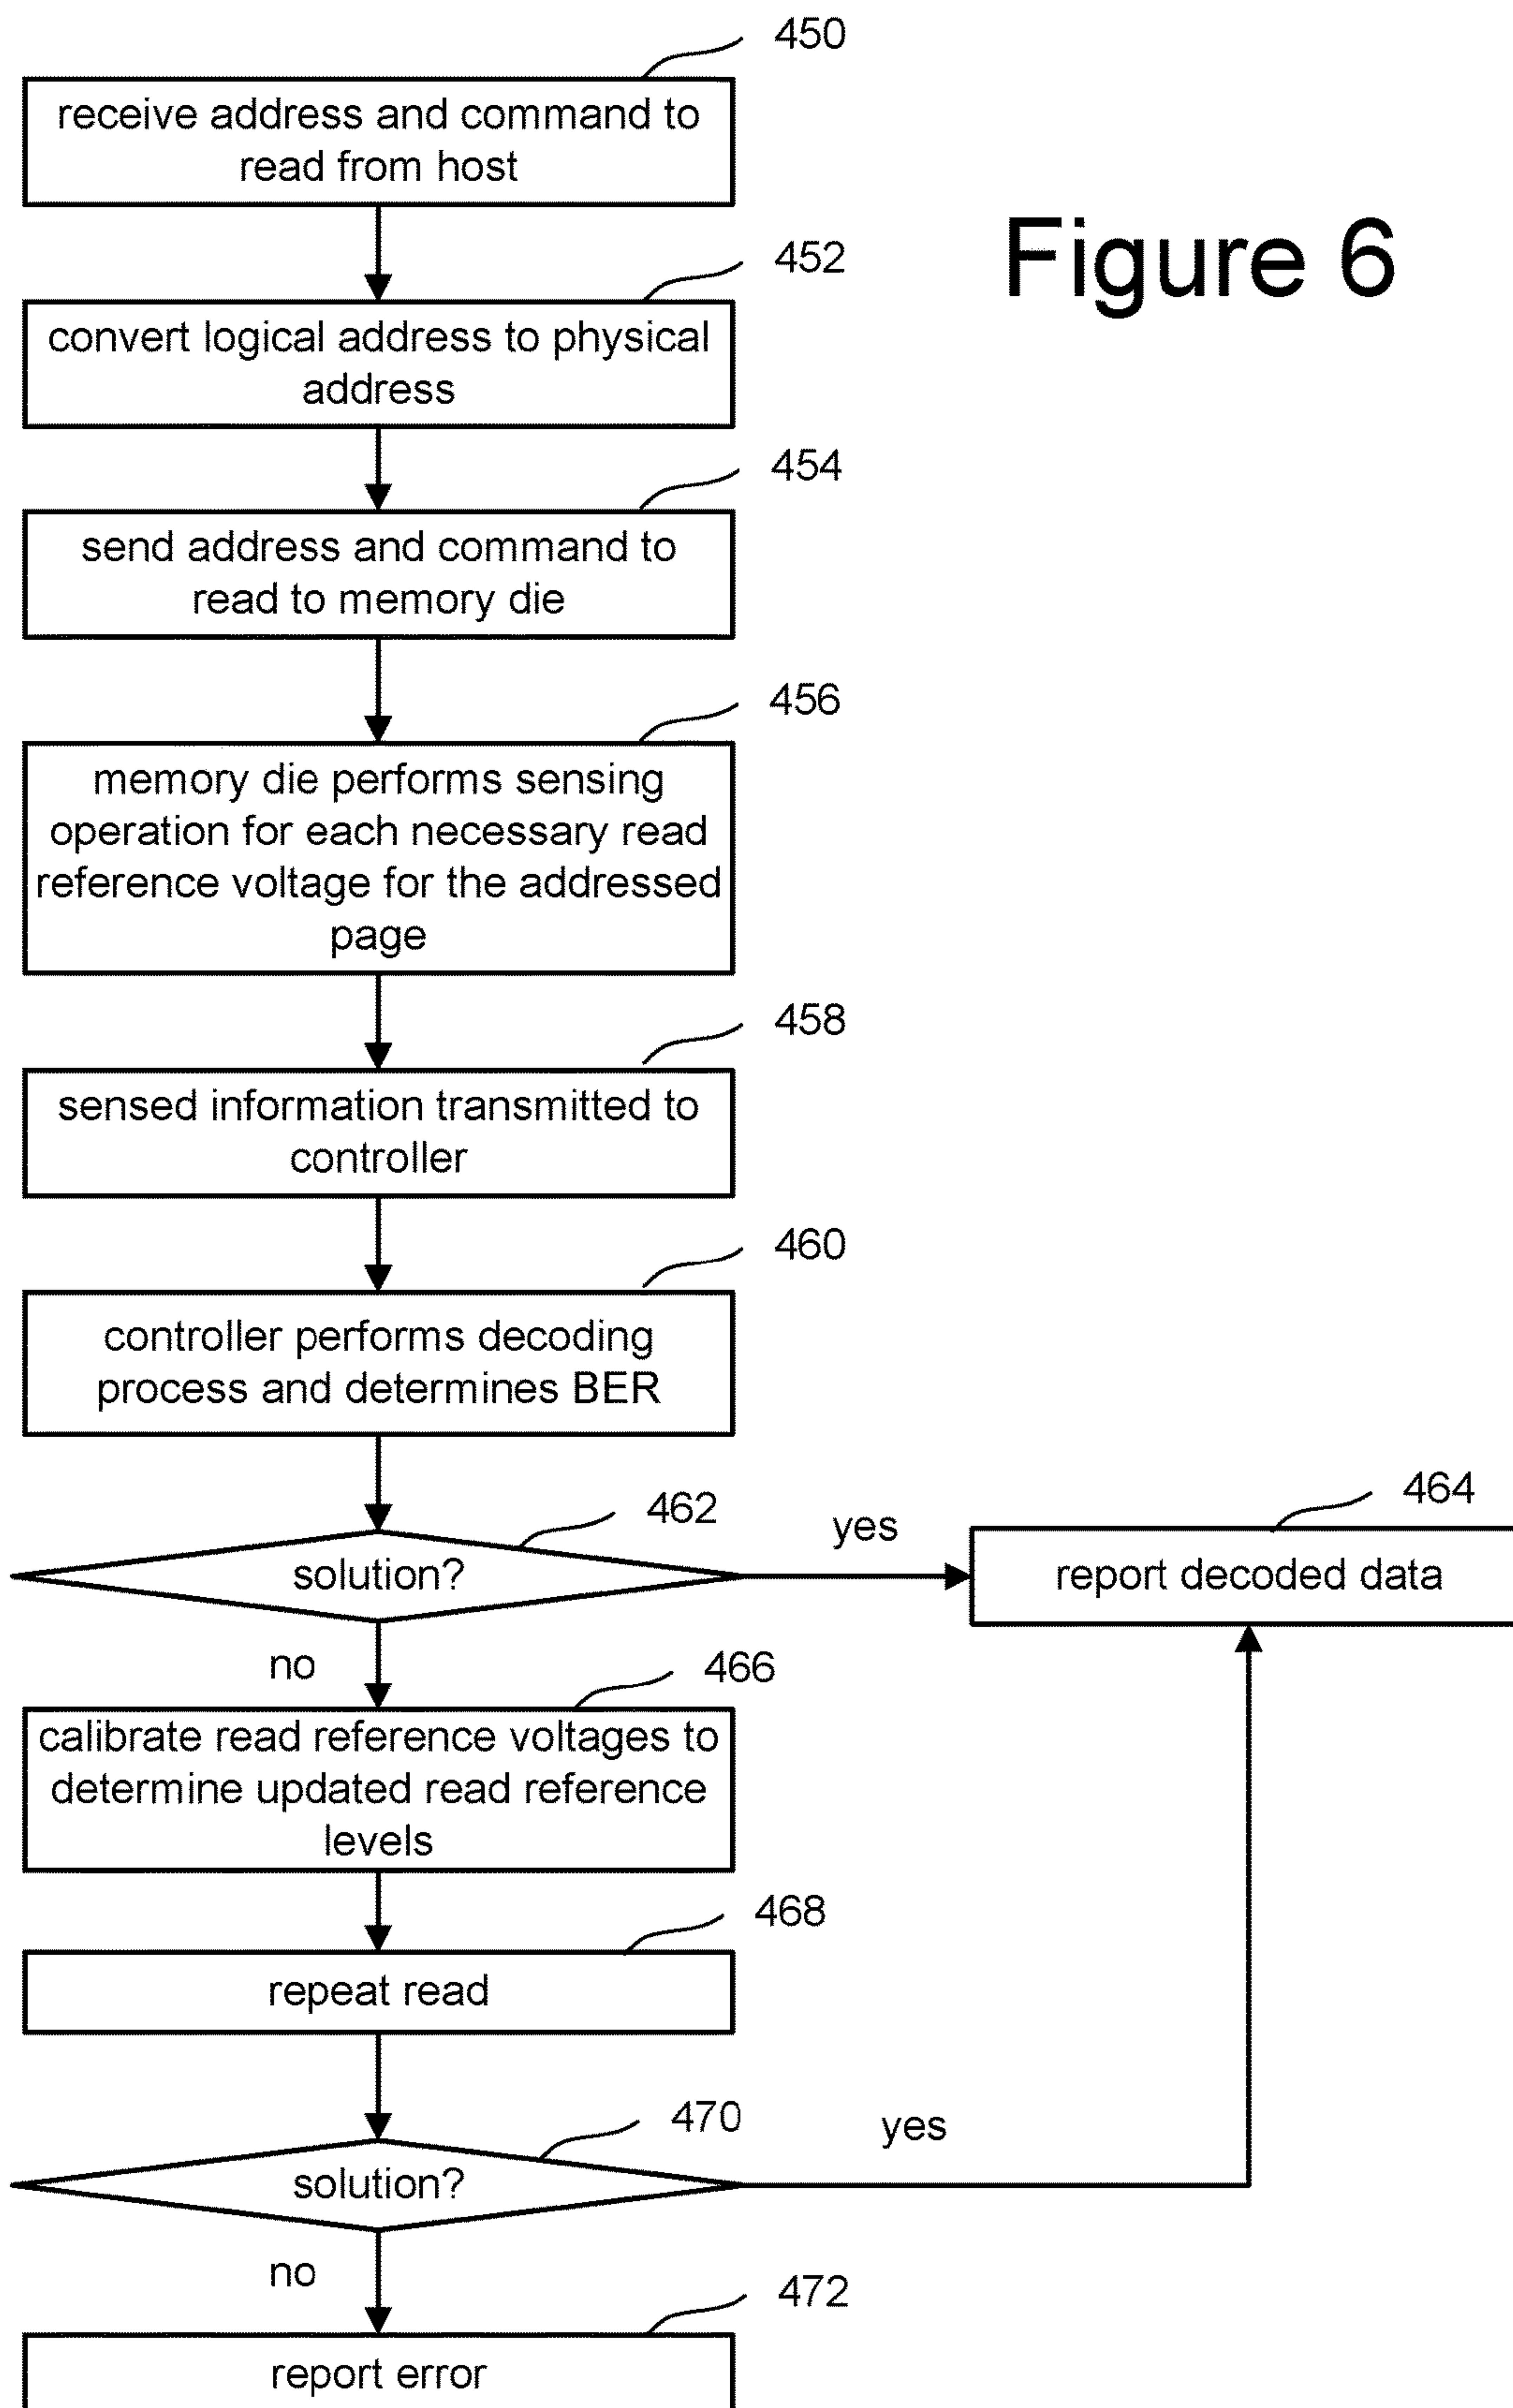 450
receive address and command to
read from host
Figure 6
452
convert logical address to physical
address
454
send address and command to
read to memory die
456
memory die performs sensing
operation for each necessary read
reference voltage for the addressed
page
458
sensed information transmitted to
controller
460
controller performs decoding
process and determines BER
462
solution?
yes
464
report decoded data
no
466
calibrate read reference voltages to
determine updated read reference
levels
468
repeat read
470
solution?
yes
no
472
report error